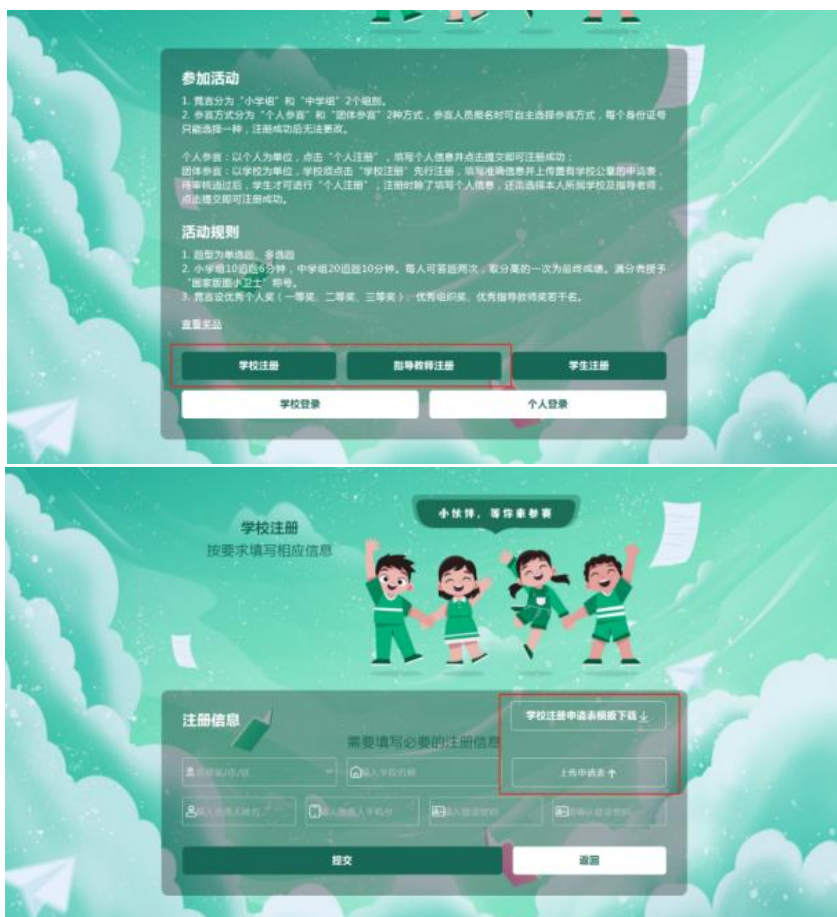 参加活动
1. 竞言分为“小学组”和“中学组”2个组别。
2. 参言方式分为“个人参言”和“团体参言”2种方式，参言人员报名时可自主选择参言方式，每个身份证号
只能选择一种，注册成功后无法更改。
个人参言：以个人为单位，点击“个人注册”，填写个人信息并点击提交即可注册成功；
团体参言：以学校为单位，学校须点击“学校注册”先行注册，填写准确信息并上传盖有学校公章的申请表，
待审核通过后，学生才可进行“个人注册”，注册时除了填写个人信息，还需选择本人所属学校及指导老师，
点击提交即可注册成功。
活动规则
1. 题型为单选题、多选题
2. 小学组10道题6分钟，中学组20道题10分钟。每人可答题两次，取分高的一次为最终成绩。满分者授予
“国家版图小卫士”称号。
3. 竞言设优秀个人奖（一等奖、二等奖、三等奖）、优秀组织奖、优秀指导教师奖若干名。
查看奖品
学校注册 指导教师注册 学生注册
学校登录 个人登录
小伙伴，等你来参赛
学校注册
按要求填写相应信息
注册信息
学校注册申请表模板下载
需要填写必要的注册信息
省/市/区 输入学校名称 上传申请表
提交 返回